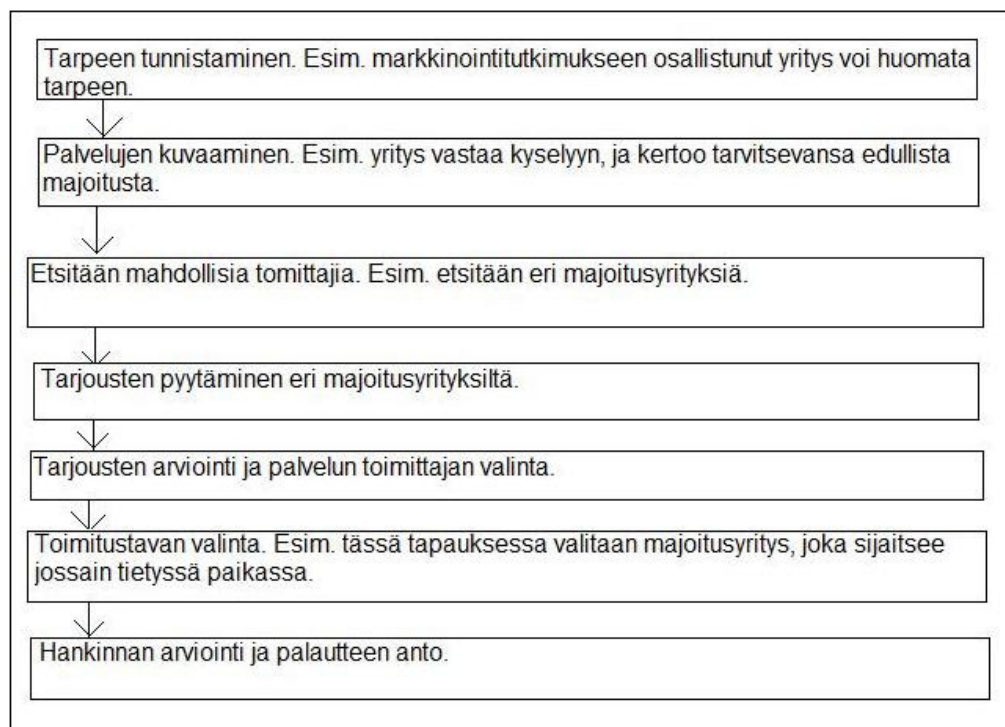 Tarpeen tunnistaminen. Esim. markkinointitutkimukseen osallistunut yritys voi huomata
tarpeen.
Palvelujen kuvaaminen. Esim. yritys vastaa kyselyyn, ja kertoo tarvitsevansa edullista
majoitusta.
Etsitään mahdollisia tomittajia. Esim. etsitään eri majoitusyrityksiä.
Tarjousten pyytäminen eri majoitusyrityksiltä.
Tarjousten arviointi ja palvelun toimittajan valinta.
Toimitustavan valinta. Esim. tässä tapauksessa valitaan majoitusyritys, joka sijaitsee
jossain tietyssä paikassa.
Hankinnan arviointi ja palautteen anto.